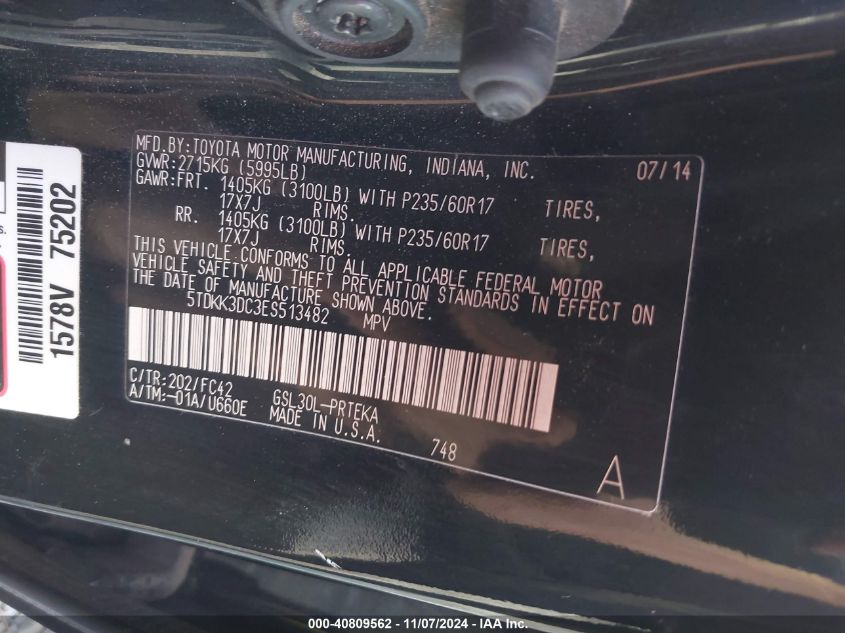 MFD.BY:TOYOTA MOTOR MANUFACTURING, INDIANA, INC. 07/14
GVWR:2715KG (5995LB)
GAWR:FRT. 1405KG (3100LB) WITH P235/60R17 TIRES,
17X7J RIMS.
RR. 1405KG (3100LB) WITH P235/60R17 TIRES,
17X7J RIMS.
THIS VEHICLE CONFORMS TO ALL APPLICABLE FEDERAL MOTOR
VEHICLE SAFETY AND THEFT PREVENTION STANDARDS IN EFFECT ON
THE DATE OF MANUFACTURE SHOWN ABOVE.
5TDKK3DC3ES513482 MPV
C/TR:202/FC42 GSL30L-PRTEKA
A/TM:-01A/U660E MADE IN U.S.A.
748
A
s.
1578V 75202
000-40809562 — 11/07/2024 — IAA Inc.